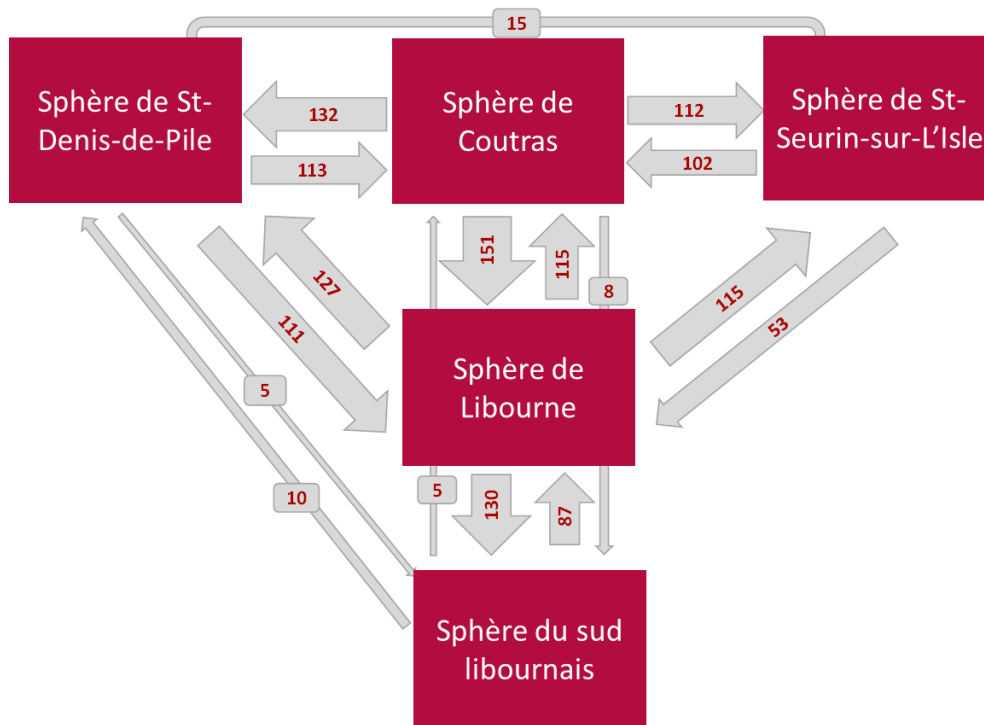 15
Sphère de St-
Denis-de-Pile
Sphère de
Coutras
Sphère de St-
Seurin-sur-L'Isle
132
113
112
102
151
115
8
127
111
115
53
Sphère de
Libourne
5
10
5
130
87
Sphère du sud
libournais